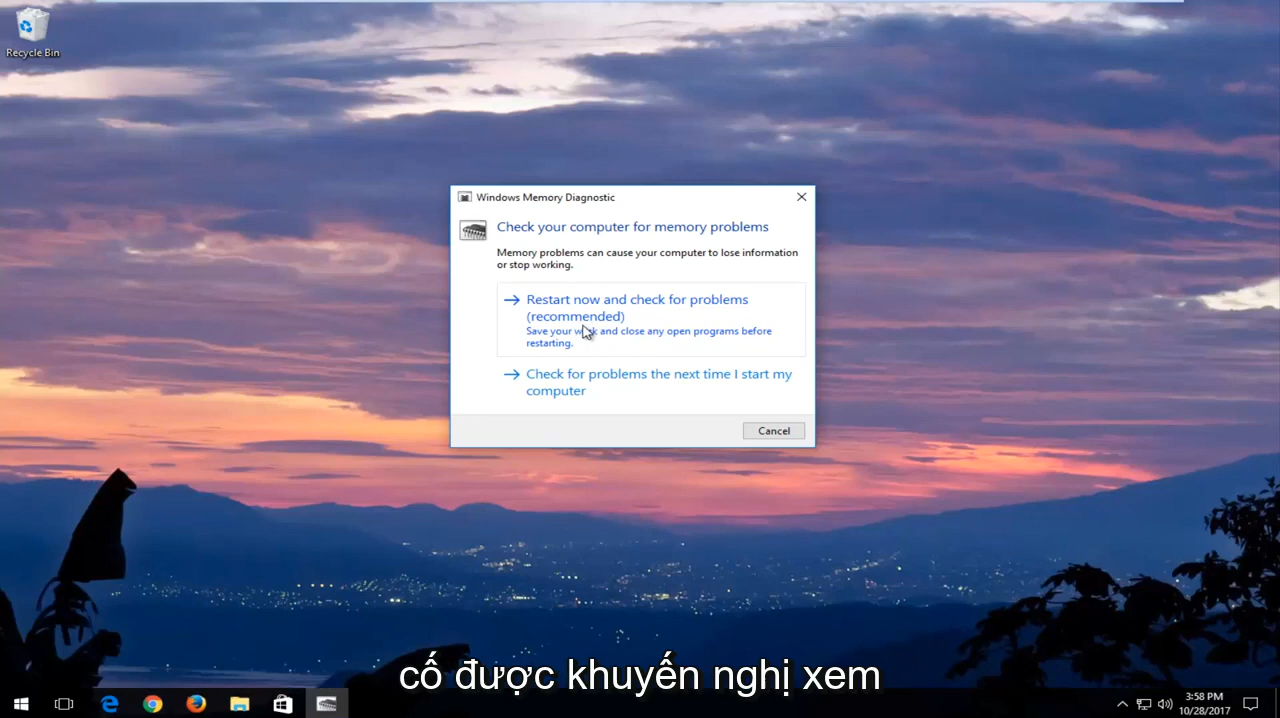 Recycle Bin
Windows Memory Diagnostic
Check your computer for memory problems
Memory problems can cause your computer to lose information
or stop working.
Restart now and check for problems
(recommended)
Save your work and close any open programs before
restarting.
Check for problems the next time I start my
computer
Cancel
cố được khuyến nghị xem
3:58 PM
10/28/2017